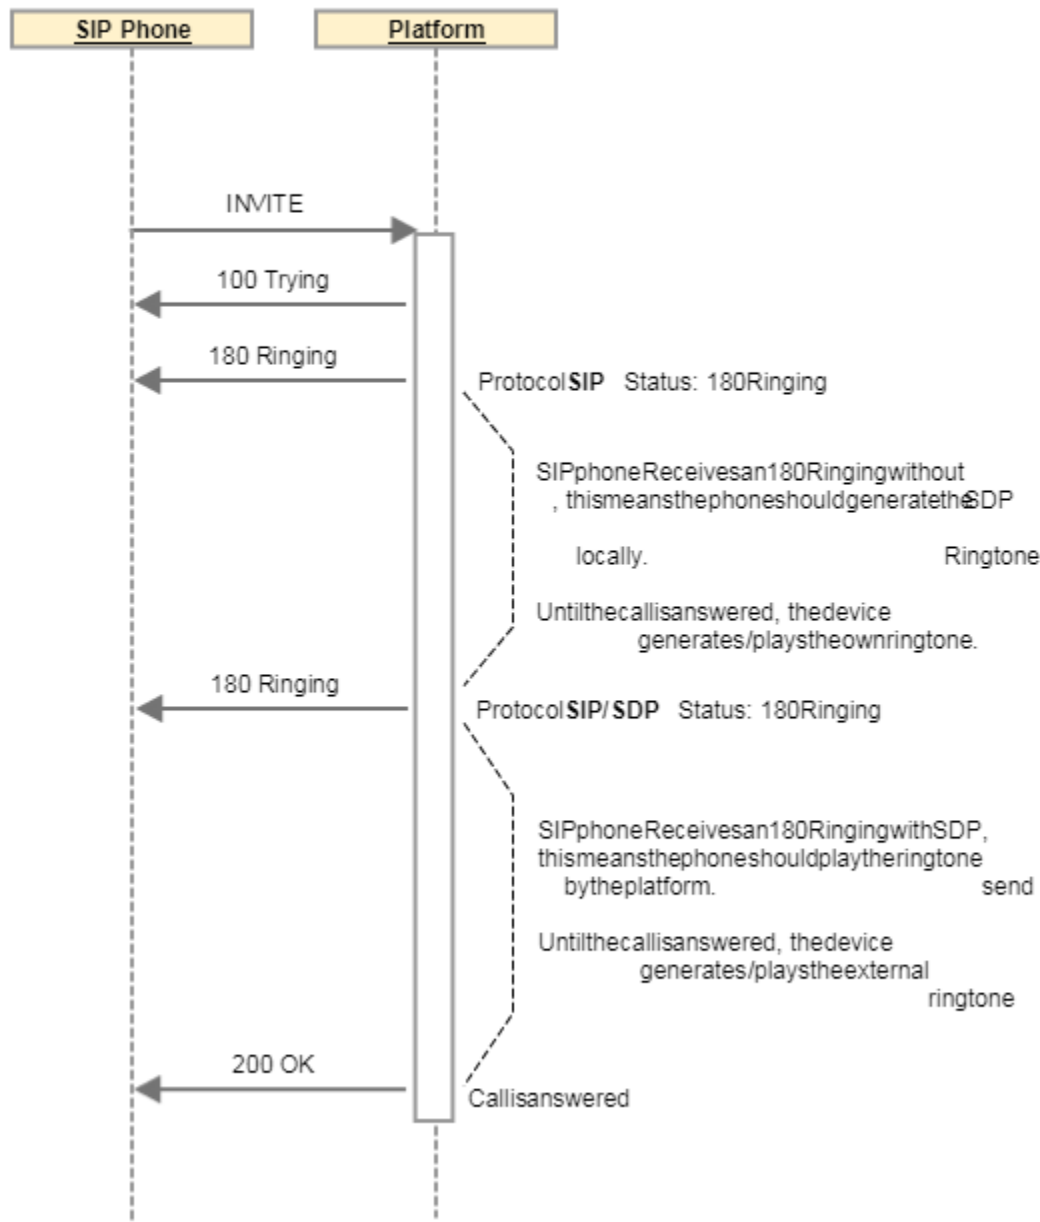 SIP Phone
Platform
INVITE
100 Trying
180 Ringing
Protocol SIP Status: 180Ringing
SIPphoneReceivesan180Ringingwithout
, thismeansthephoneshouldgeneratetheSDP
locally. Ringtone
Untilthecallisanswered, thedevice
generates/playstheownringtone.
180 Ringing
Protocol SIP/ SDP Status: 180Ringing
SIPphoneReceivesan180RingingwithSDP,
thismeansthephoneshouldplaytheringtone
bytheplatform. send
Untilthecallisanswered, thedevice
generates/playstheexternal
ringtone
200 OK
Callisanswered